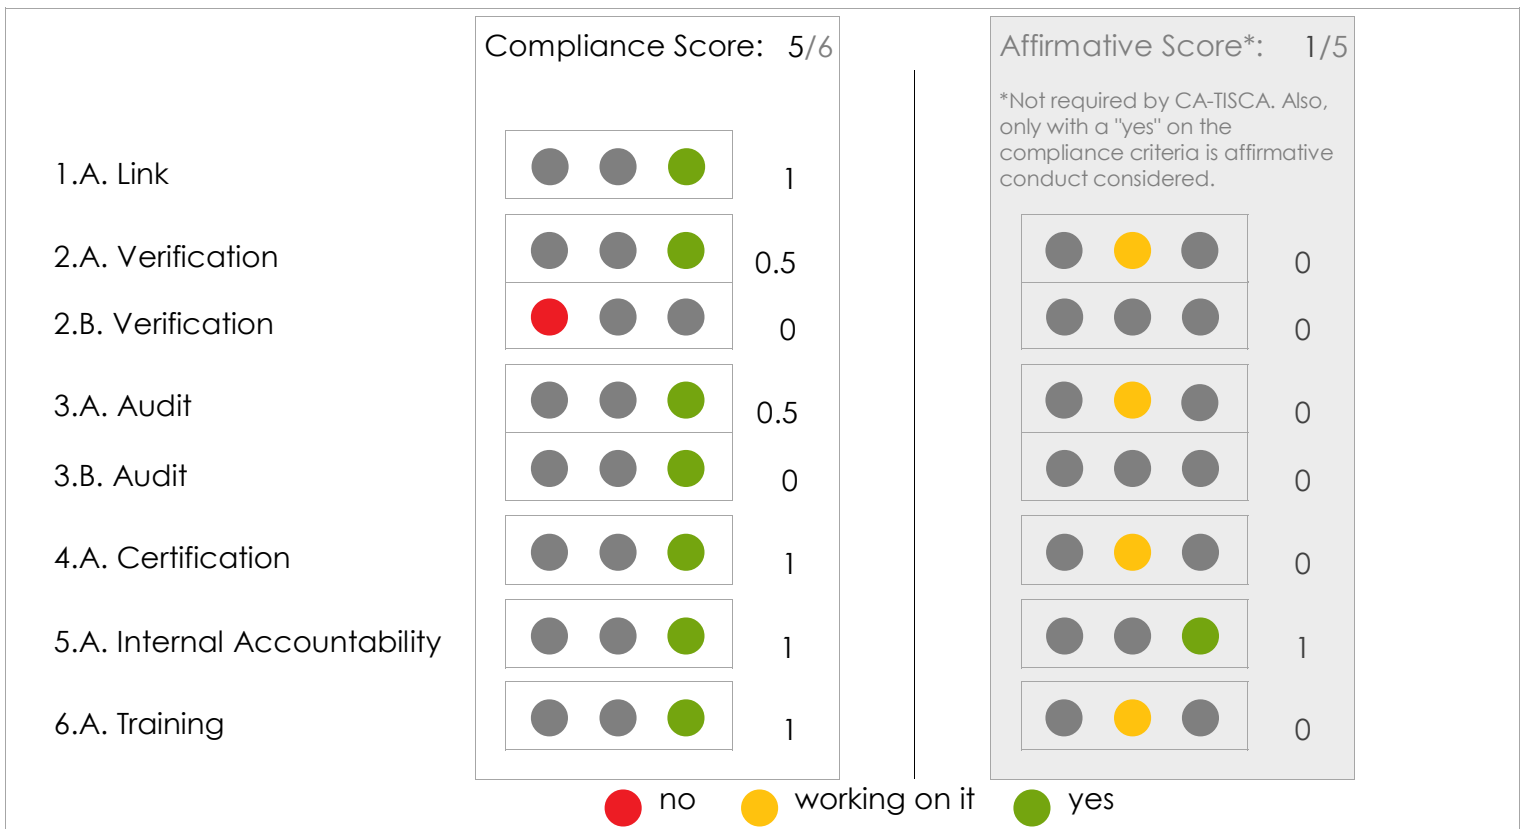 Compliance Score: 5/6
Affirmative Score*: 1/5
*Not required by CA-TISCA. Also,
only with a "yes" on the
compliance criteria is affirmative
conduct considered.
1.A. Link 1
2.A. Verification 0.5 0
2.B. Verification 0 0
3.A. Audit 0.5 0
3.B. Audit 0 0
4.A. Certification 1 0
5.A. Internal Accountability 1 1
6.A. Training 1 0
no working on it yes